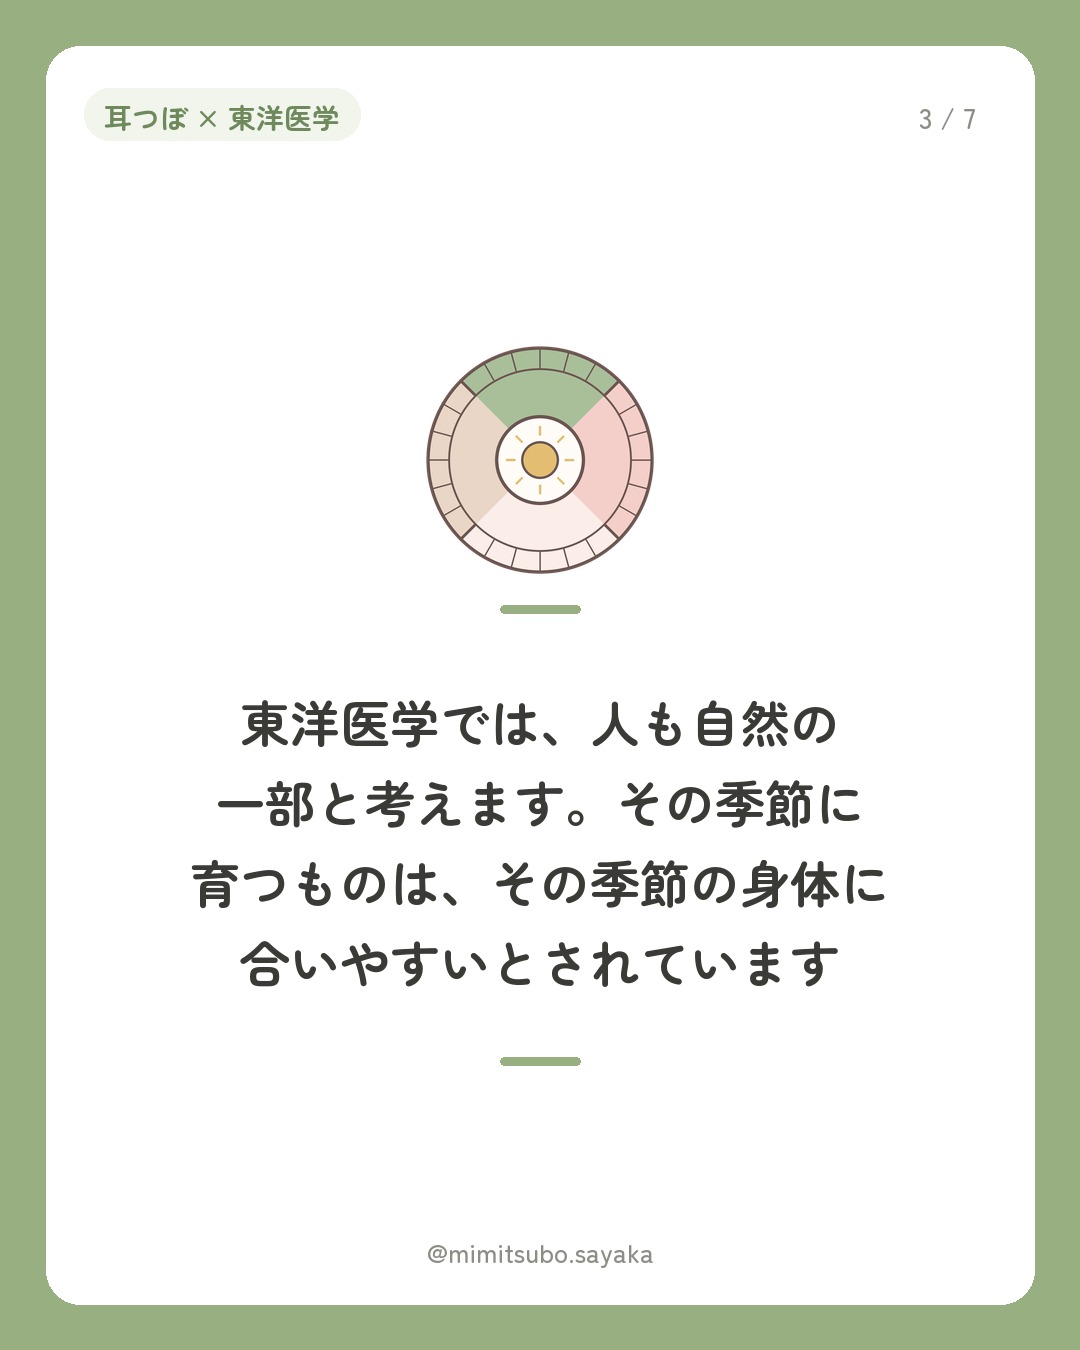 耳つぼ × 東洋医学
3 / 7
東洋医学では、人も自然の
一部と考えます。その季節に
育つものは、その季節の身体に
合いやすいとされています
@mimitsubo.sayaka